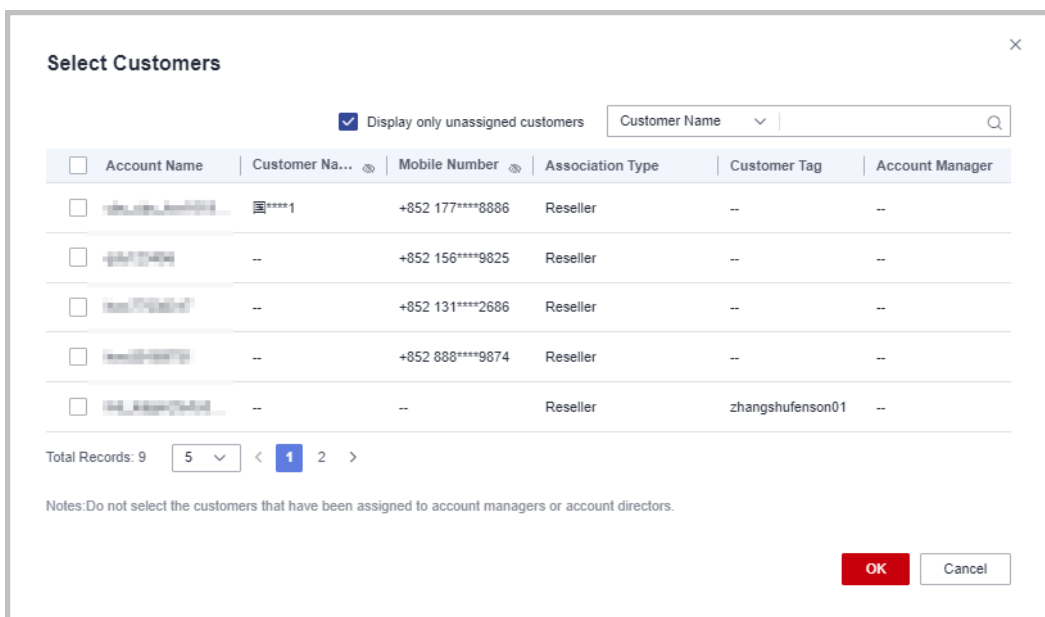 Select Customers
Display only unassigned customers Customer Name
Account Name Customer Na... Mobile Number Association Type Customer Tag Account Manager
国****1 +852 177****8886 Reseller -- --
-- +852 156****9825 Reseller -- --
-- +852 131****2686 Reseller -- --
-- +852 888****9874 Reseller -- --
-- -- Reseller zhangshufenson01 --
Total Records: 9 5 < 1 2 >
Notes:Do not select the customers that have been assigned to account managers or account directors.
OK Cancel